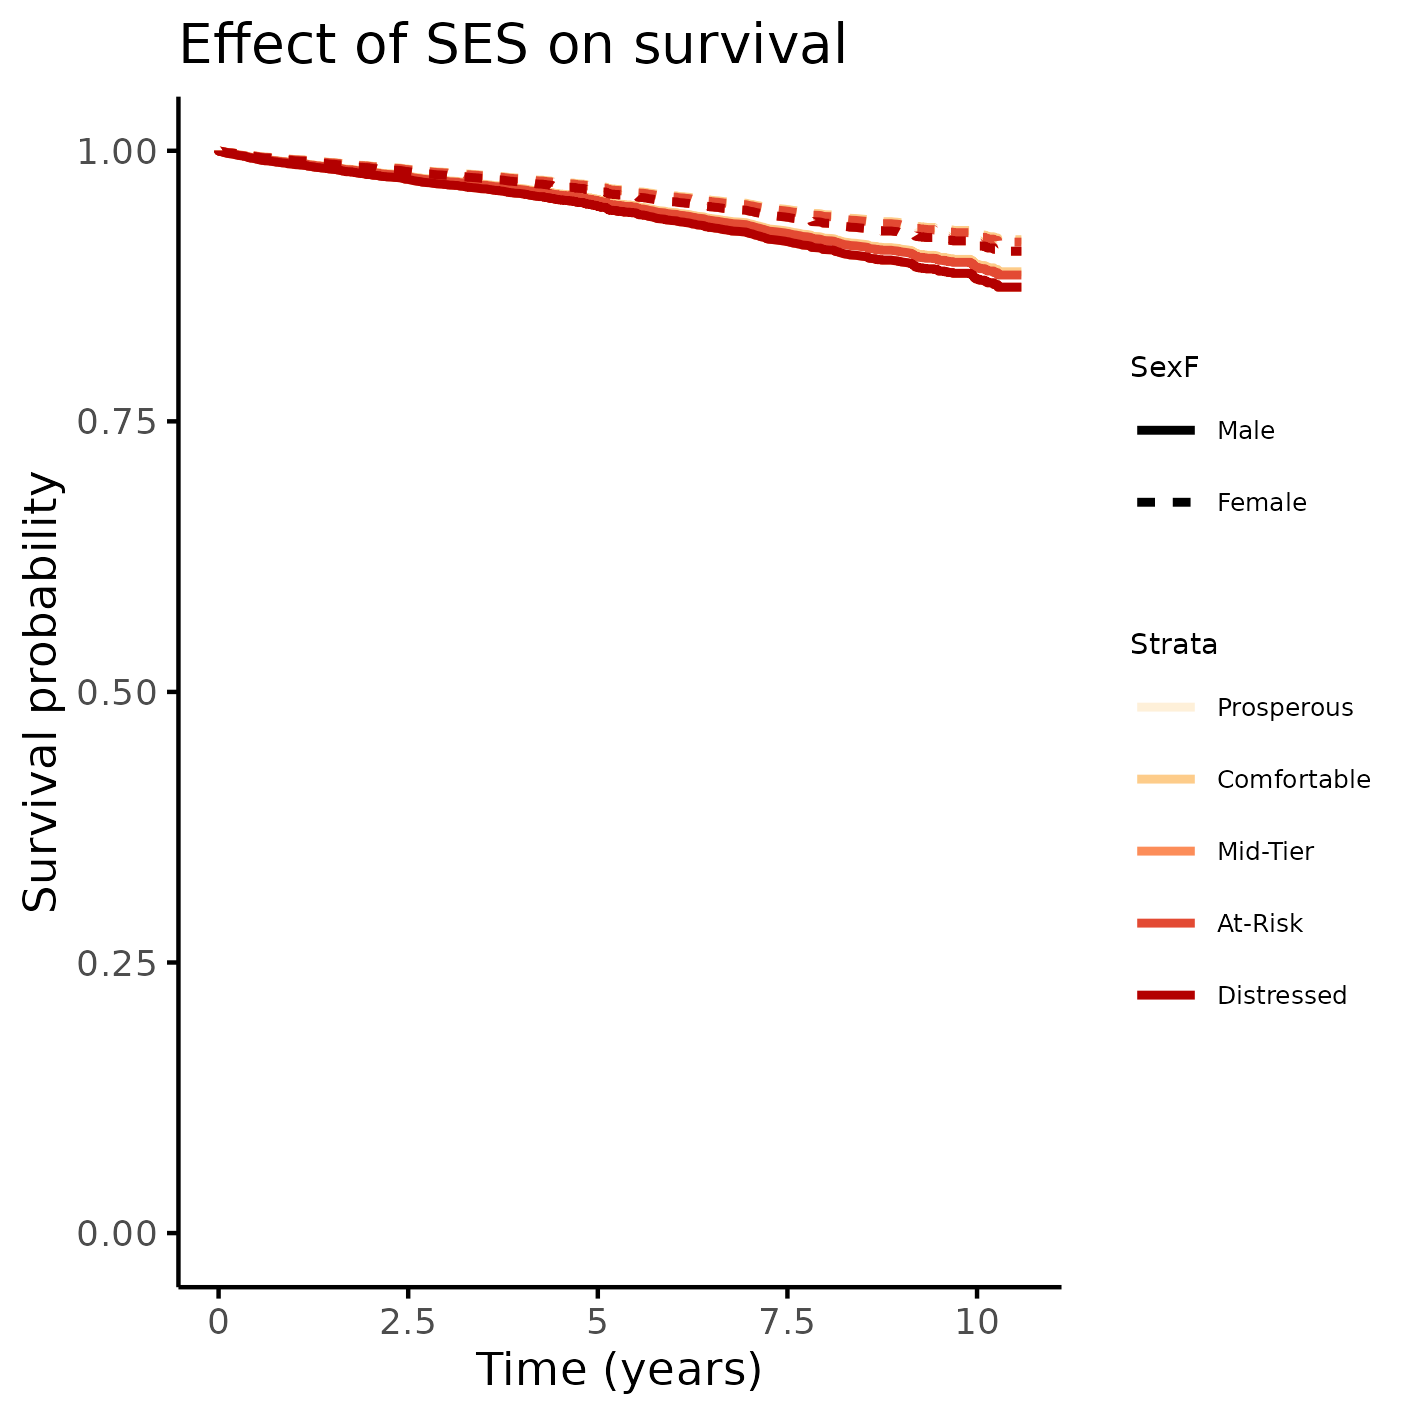 Effect of SES on survival
1.00
0.75
0.50
0.25
0.00
Survival probability
0 2.5 5 7.5 10
Time (years)
SexF
Male
Female
Strata
Prosperous
Comfortable
Mid-Tier
At-Risk
Distressed